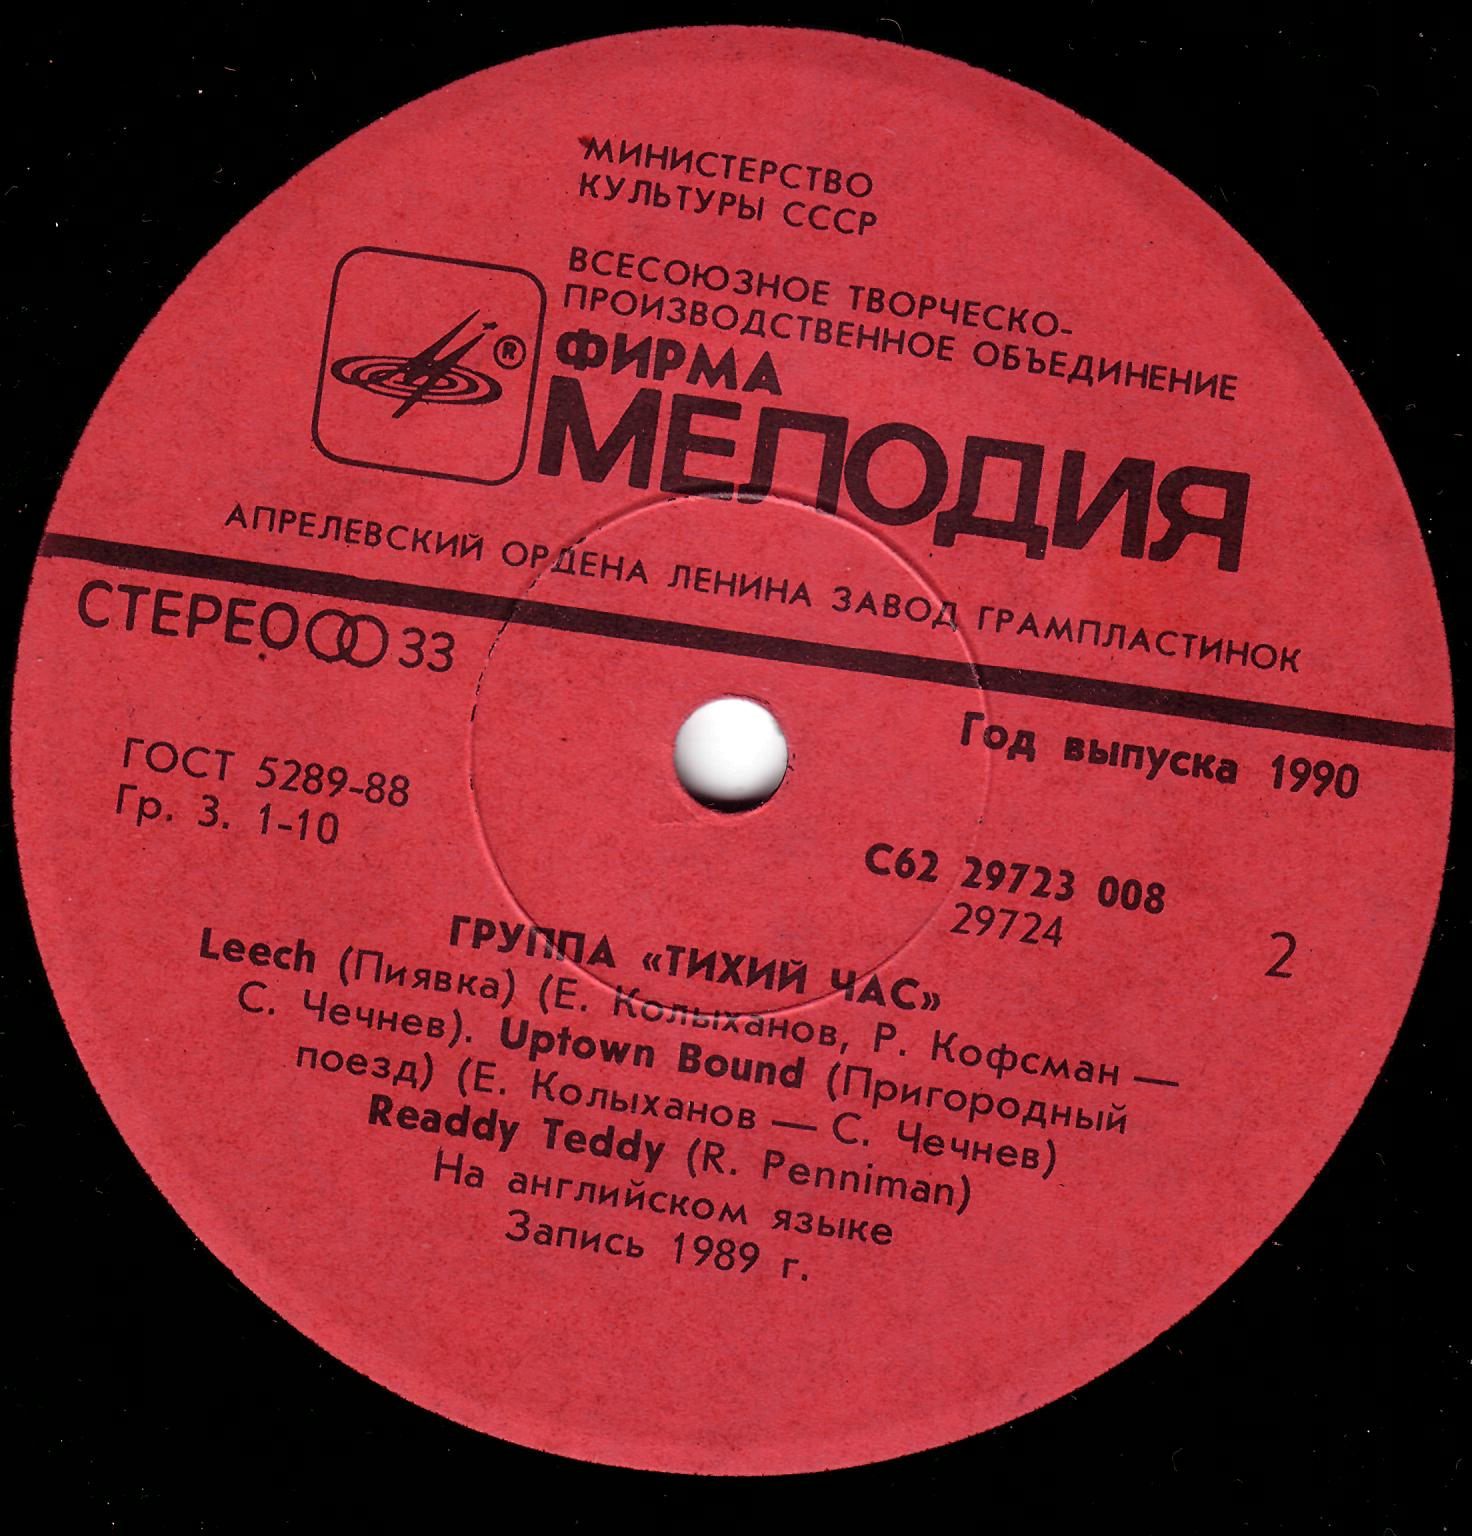 МИНИСТЕРСТВО
КУЛЬТУРЫ СССР
ВСЕСОЮЗНОЕ ТВОРЧЕСКО-
ПРОИЗВОДСТВЕННОЕ ОБЪЕДИНЕНИЕ
®
ФИРМА
МЕЛОДИЯ
АПРЕЛЕВСКИЙ ОРДЕНА ЛЕНИНА ЗАВОД ГРАМПЛАСТИНОК
СТЕРЕО 33
Год выпуска 1990
ГОСТ 5289-88
Гр. 3. 1-10
С62 29723 008
29724
2
ГРУППА «ТИХИЙ ЧАС»
Leech (Пиявка) (Е. Колыханов, Р. Кофсман —
С. Чечнев). Uptown Bound (Пригородный
поезд) (Е. Колыханов — С. Чечнев)
Readdy Teddy (R. Penniman)
На английском языке
Запись 1989 г.